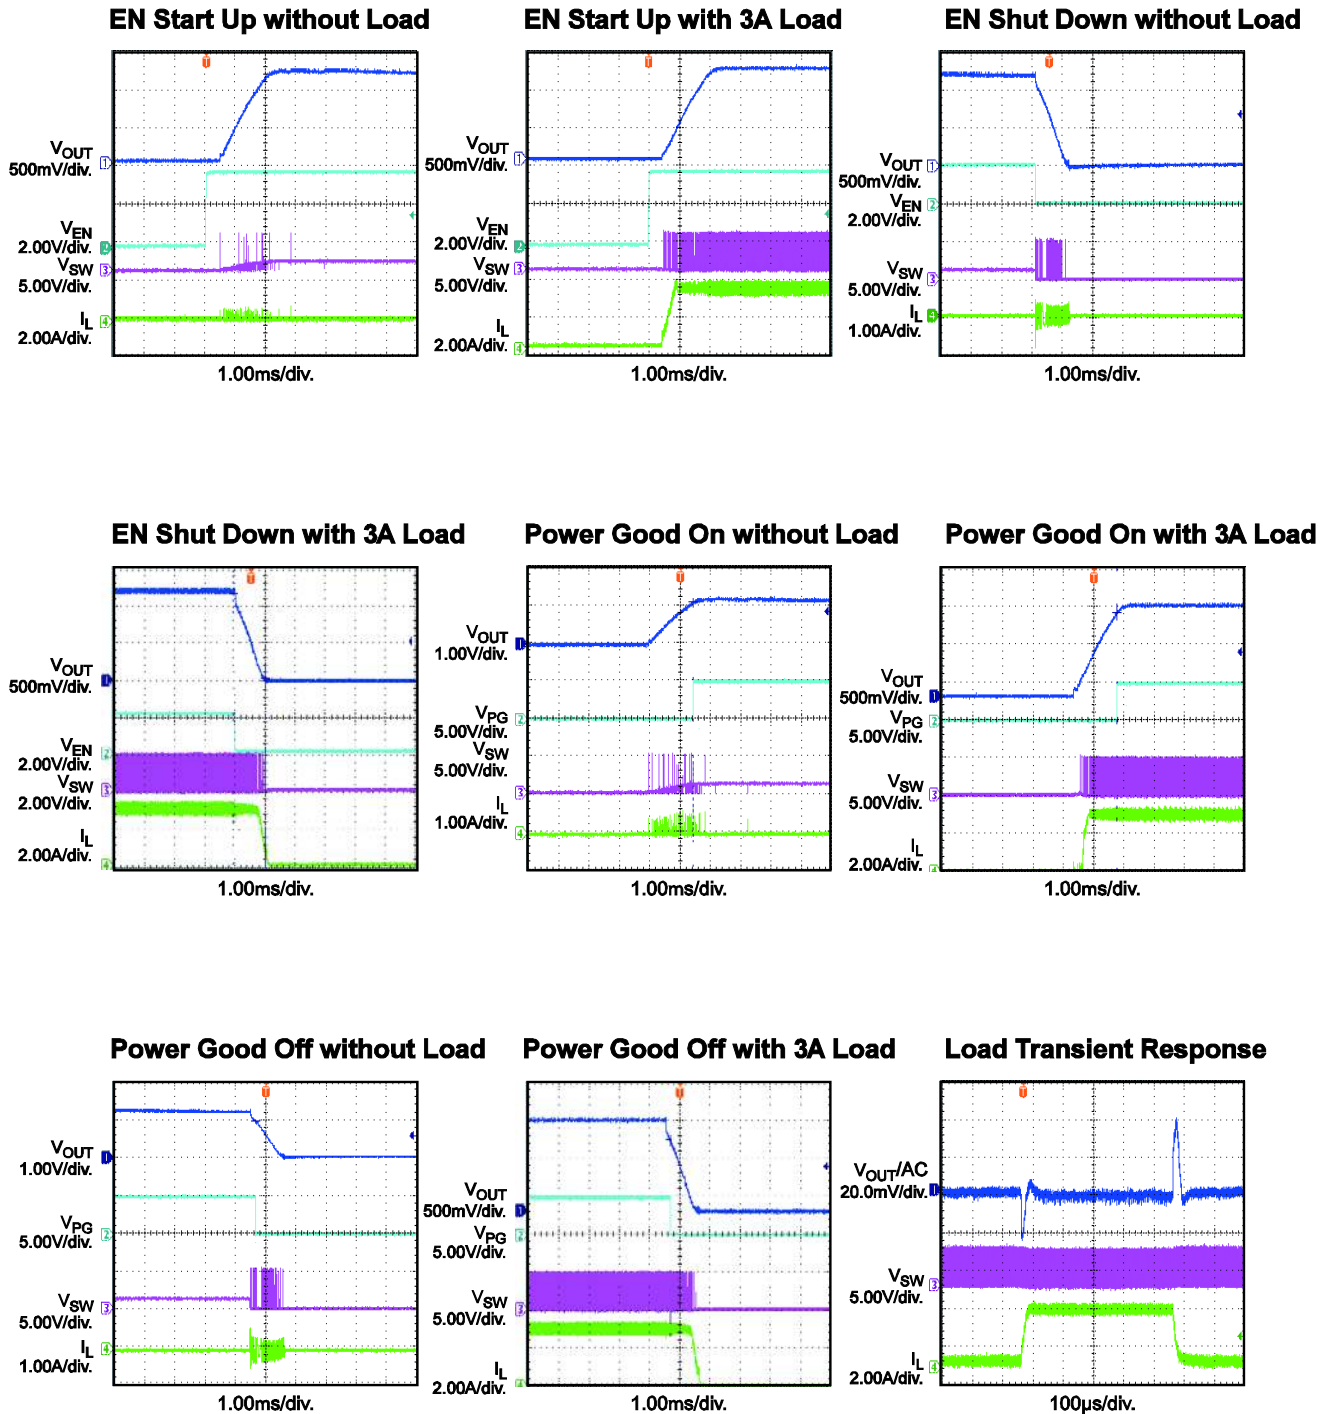 EN Start Up without Load
VOUT
500mV/div.
VEN
2.00V/div.
VSW
5.00V/div.
IL
2.00A/div.
1.00ms/div.
EN Start Up with 3A Load
VOUT
500mV/div.
VEN
2.00V/div.
VSW
5.00V/div.
IL
2.00A/div.
1.00ms/div.
EN Shut Down without Load
VOUT
500mV/div.
VEN
2.00V/div.
VSW
5.00V/div.
IL
1.00A/div.
1.00ms/div.
EN Shut Down with 3A Load
VOUT
500mV/div.
VEN
2.00V/div.
VSW
2.00V/div.
IL
2.00A/div.
1.00ms/div.
Power Good On without Load
VOUT
1.00V/div.
VPG
5.00V/div.
VSW
5.00V/div.
IL
1.00A/div.
1.00ms/div.
Power Good On with 3A Load
VOUT
500mV/div.
VPG
5.00V/div.
VSW
5.00V/div.
IL
2.00A/div.
1.00ms/div.
Power Good Off without Load
VOUT
1.00V/div.
VPG
5.00V/div.
VSW
5.00V/div.
IL
1.00A/div.
1.00ms/div.
Power Good Off with 3A Load
VOUT
500mV/div.
VPG
5.00V/div.
VSW
5.00V/div.
IL
2.00A/div.
1.00ms/div.
Load Transient Response
VOUT/AC
20.0mV/div.
VSW
5.00V/div.
IL
2.00A/div.
100µs/div.